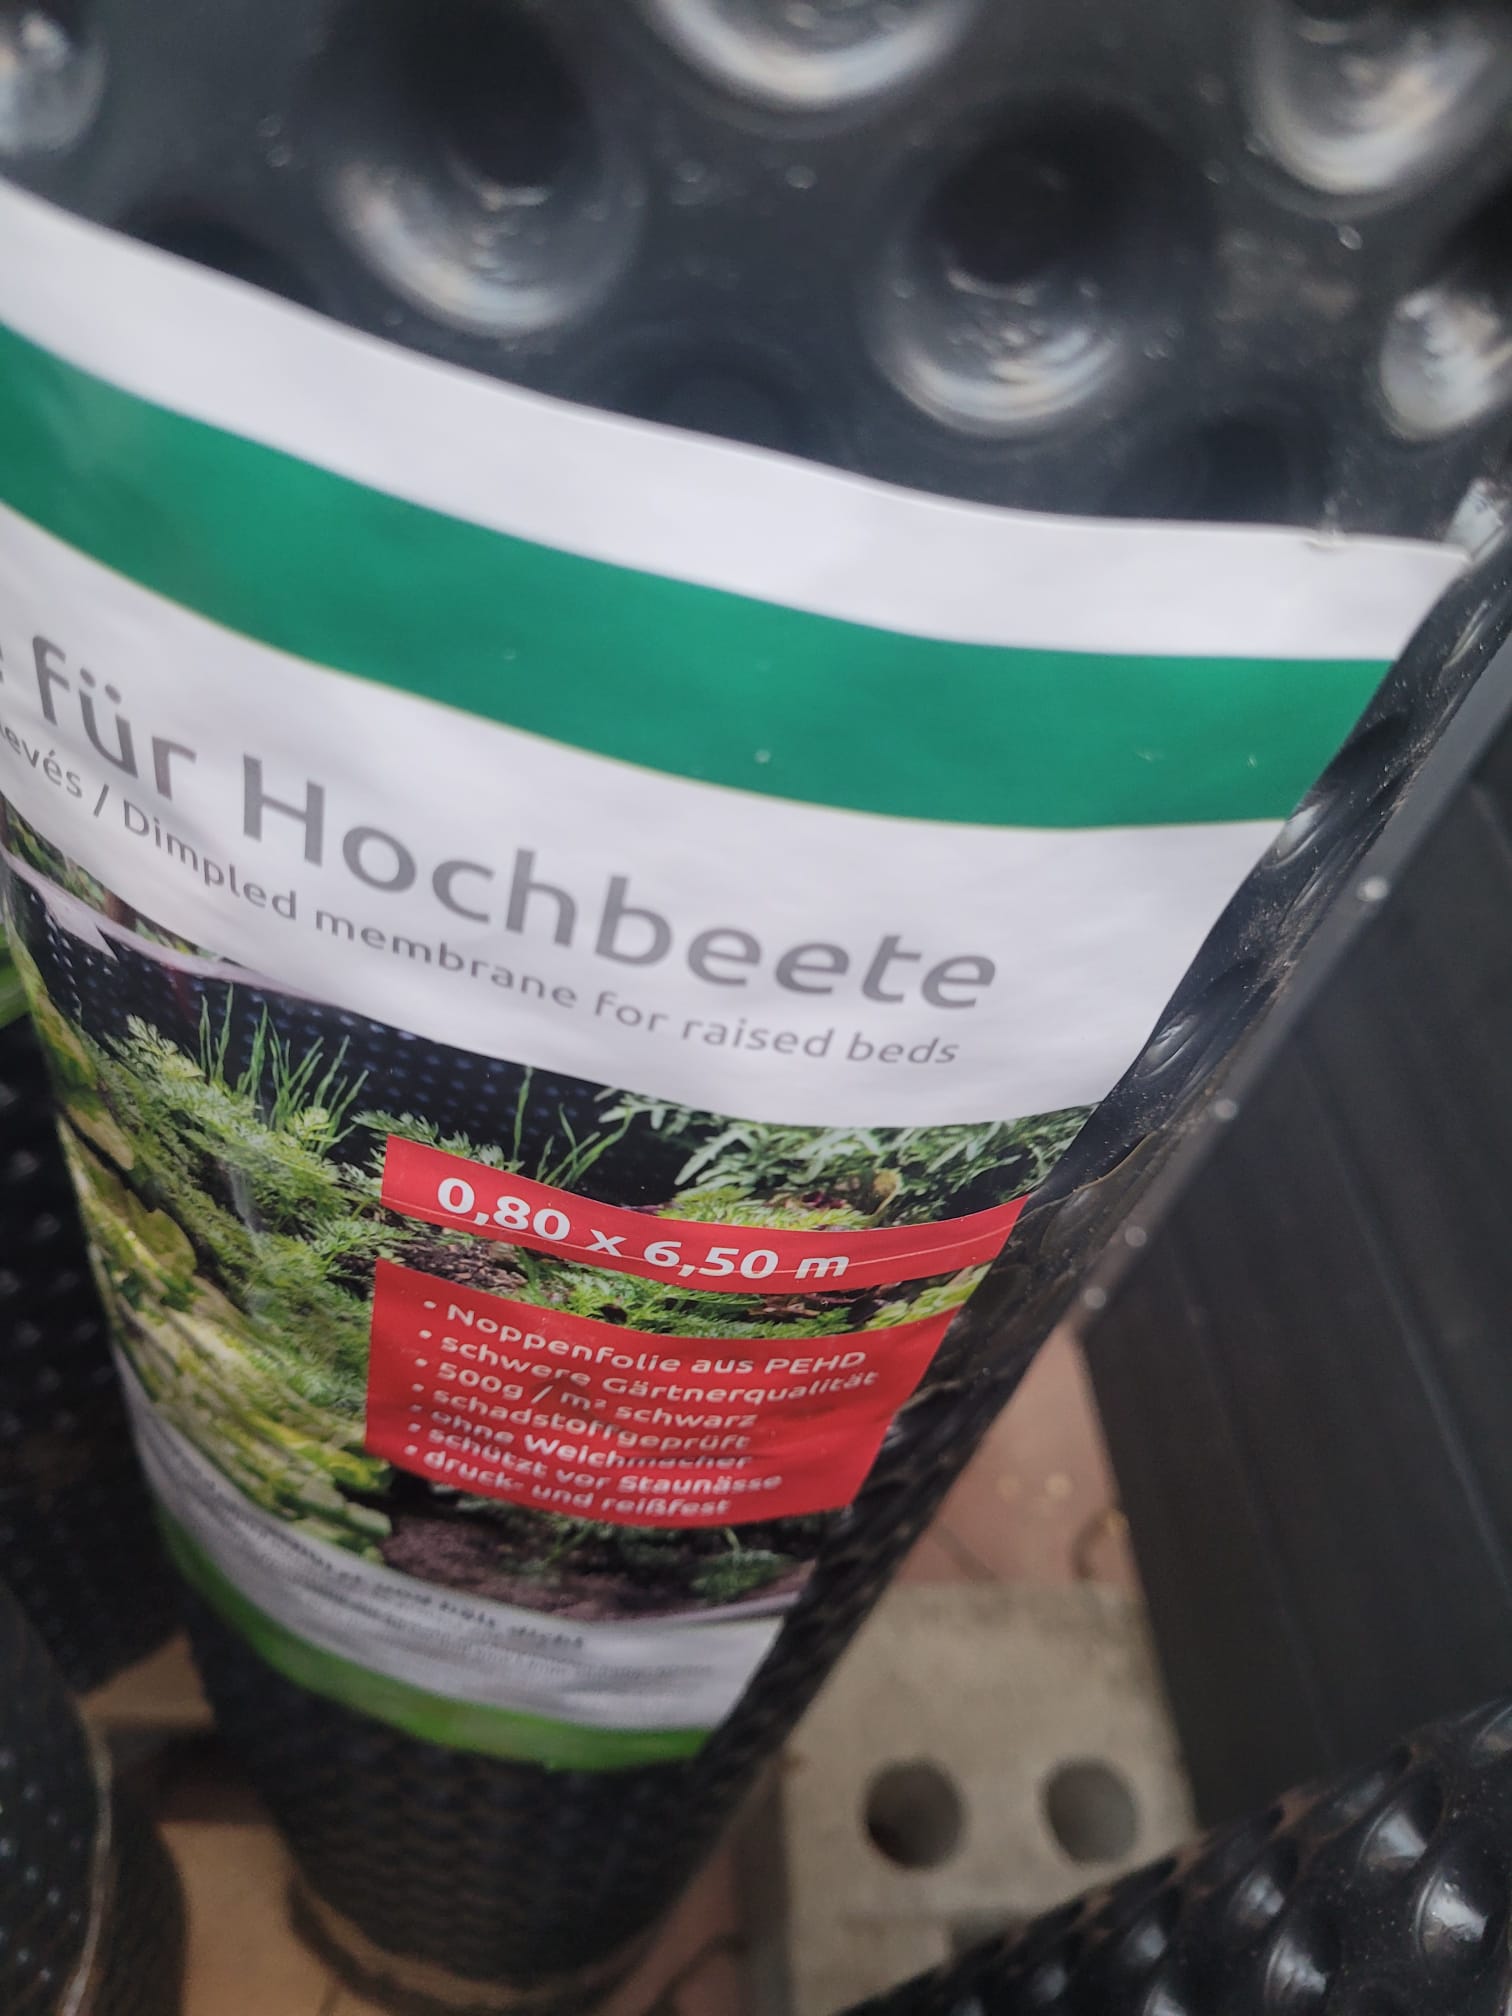 für Hochbeete
evés / Dimpled membrane for raised beds
0,80 x 6,50 m
• Noppenfolie aus PEHD
• schwere Gärtnerqualität
• 500g / m² schwarz
• schadstoffgeprüft
• ohne Weichmacher
• schützt vor Staunässe
• druck- und reißfest